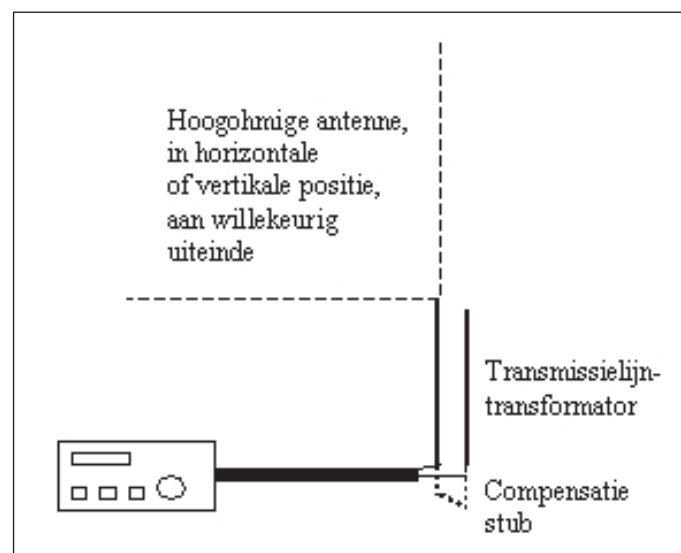 Hoogohmige antenne,
in horizontale
of vertikale positie,
aan willekeurig
uiteinde
Transmissielijn-
transformator
Compensatie
stub